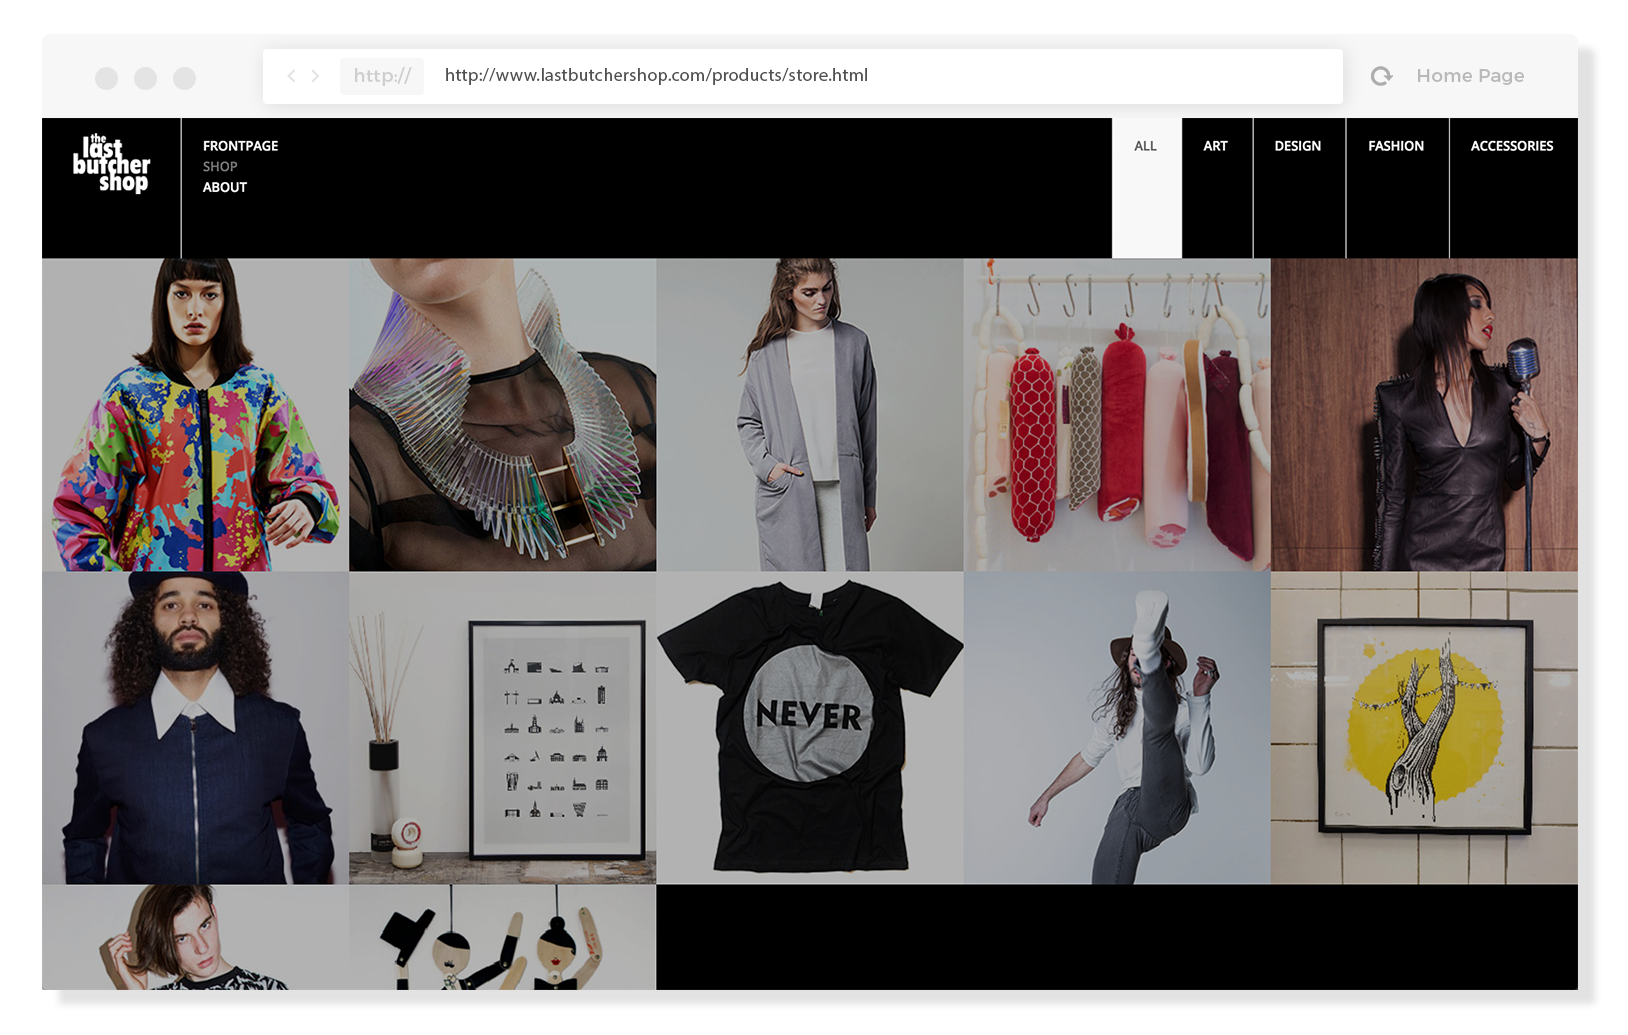 http://
http://www.lastbutchershop.com/products/store.html
Home Page
the
last
butcher
shop
FRONTPAGE
SHOP
ABOUT
ALL
ART
DESIGN
FASHION
ACCESSORIES
NEVER